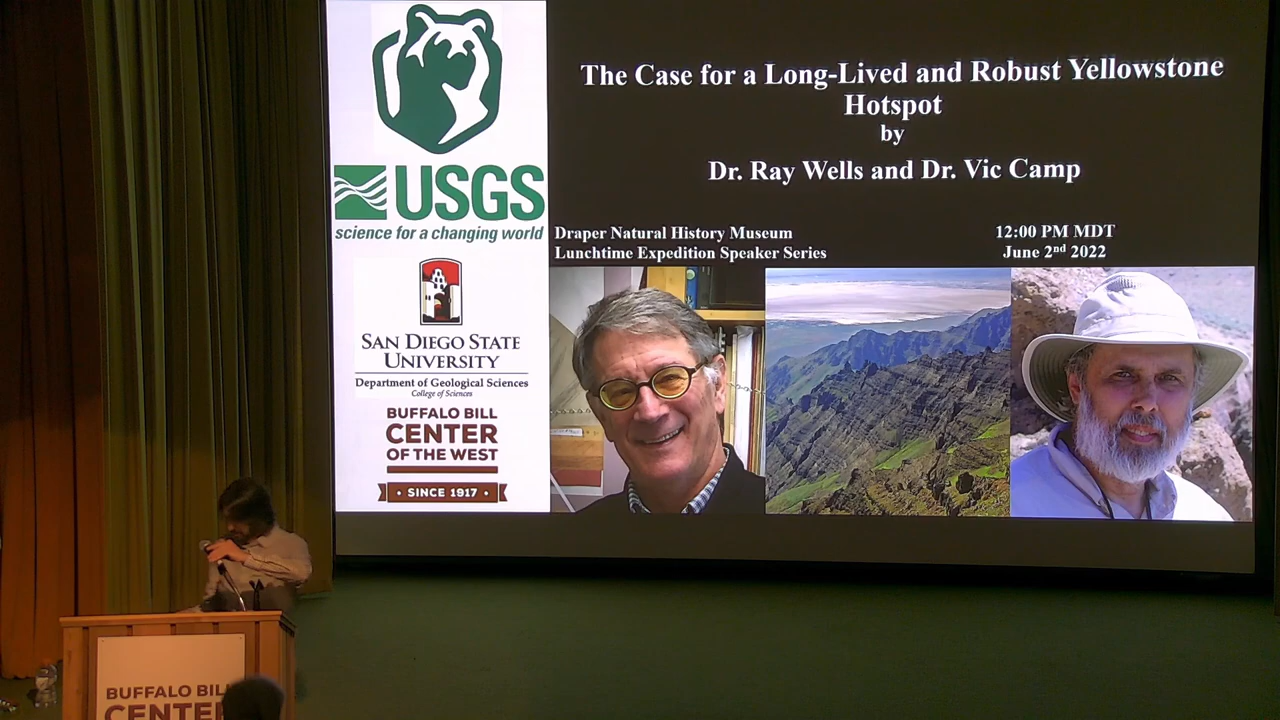 USGS
science for a changing world
SAN DIEGO STATE
UNIVERSITY
Department of Geological Sciences
College of Sciences
BUFFALO BILL
CENTER
OF THE WEST
• SINCE 1917 •
The Case for a Long-Lived and Robust Yellowstone
Hotspot
by
Dr. Ray Wells and Dr. Vic Camp
Draper Natural History Museum
Lunchtime Expedition Speaker Series
12:00 PM MDT
June 2nd 2022
BUFFALO BIL
CENTE